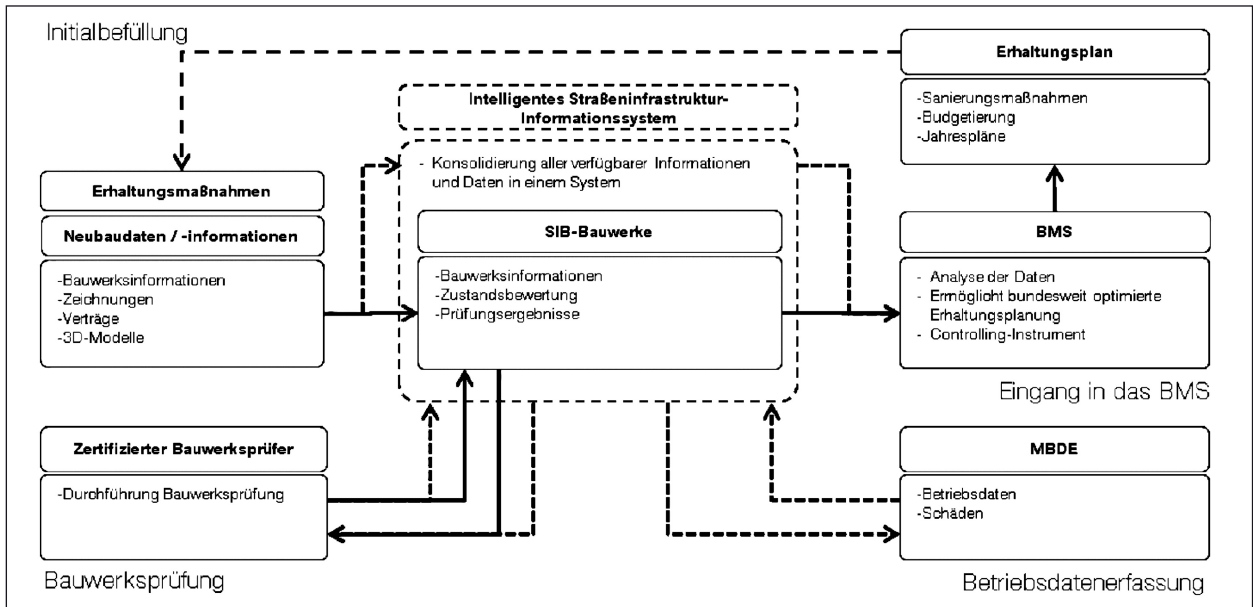 Initialbefüllung
Erhaltungsplan
-Sanierungsmaßnahmen
-Budgetierung
-Jahrespläne
Intelligentes Straßeninfrastruktur-
Informationssystem
- Konsolidierung aller verfügbarer Informationen
und Daten in einem System
Erhaltungsmaßnahmen
Neubaudaten / -informationen
-Bauwerksinformationen
-Zeichnungen
-Verträge
-3D-Modelle
SIB-Bauwerke
-Bauwerksinformationen
-Zustandsbewertung
-Prüfungsergebnisse
BMS
- Analyse der Daten
- Ermöglicht bundesweit optimierte
Erhaltungsplanung
- Controlling-Instrument
Eingang in das BMS
Zertifizierter Bauwerksprüfer
-Durchführung Bauwerksprüfung
Bauwerksprüfung
MBDE
-Betriebsdaten
-Schäden
Betriebsdatenerfassung